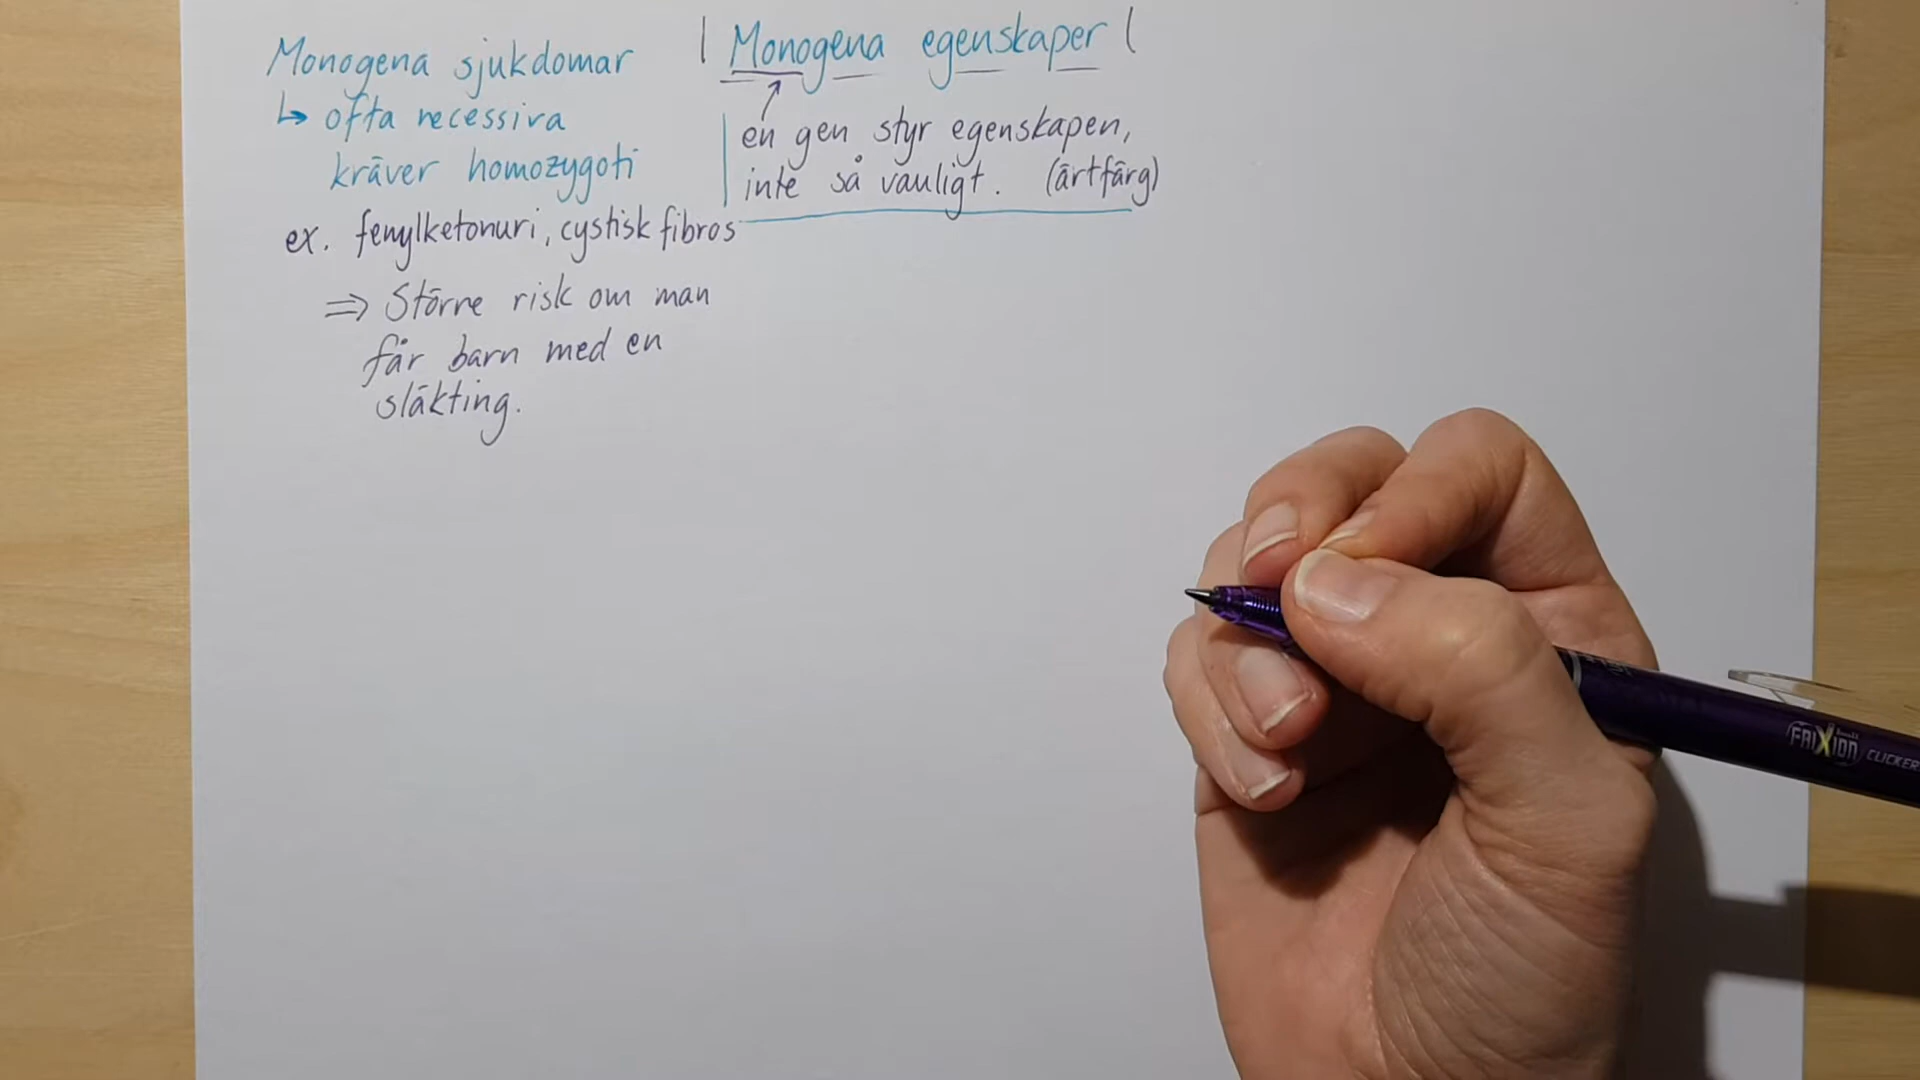 Monogena sjukdomar
↳ ofta recessiva
kräver homozygoti
ex. fenylketonuri, cystisk fibros
⇒ Större risk om man
får barn med en
släkting.
| Monogena egenskaper |
en gen styr egenskapen,
inte så vanligt. (ärtfärg)
FRIXION CLICKER